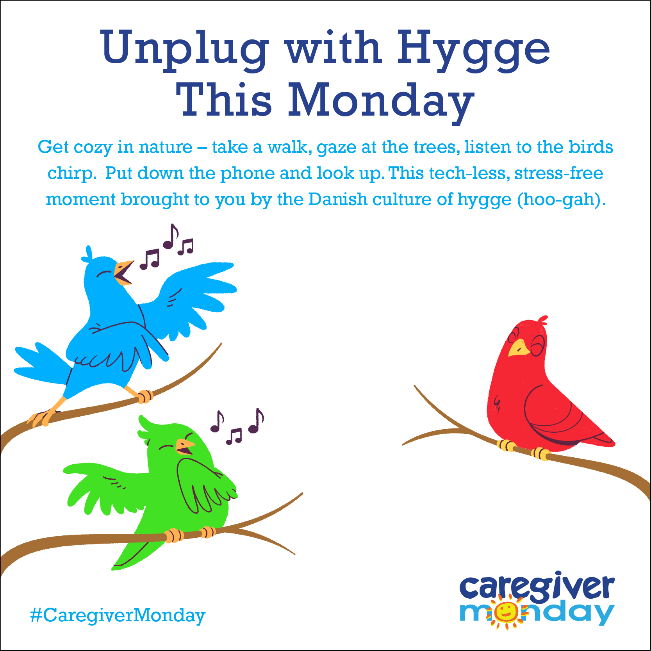 Unplug with Hygge
This Monday
Get cozy in nature – take a walk, gaze at the trees, listen to the birds
chirp. Put down the phone and look up. This tech-less, stress-free
moment brought to you by the Danish culture of hygge (hoo-gah).
#CaregiverMonday
caregiver
monday